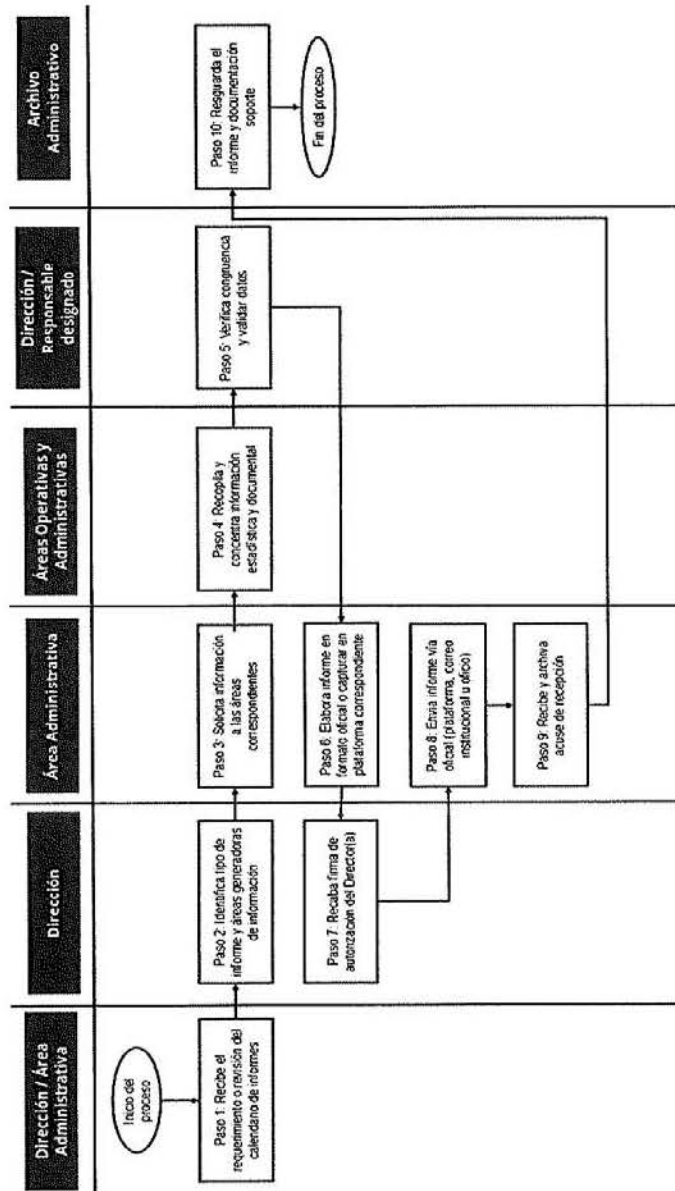 Dirección / Área
Administrativa
Dirección
Área Administrativa
Áreas Operativas y
Administrativas
Dirección /
Responsable
designado
Archivo
Administrativo
Inicio del
proceso
Paso 1: Recibe el
requerimiento o revisión del
calendario de informes
Paso 2: Identifica tipo de
informe y áreas generadoras
de información
Paso 3: Solicita información
a las áreas
correspondientes
Paso 4: Recopila y
concentra información
estadística y documental
Paso 5: Verifica congruencia
y validar datos
Paso 6: Elabora informe en
formato oficial o capturar en
plataforma correspondiente
Paso 7: Recaba firma de
autorización del Director(a)
Paso 8: Envia informe vía
oficial (plataforma, correo
institucional u oficio)
Paso 9: Recibe y archiva
acuse de recepción
Paso 10: Resguarda el
informe y documentación
soporte
Fin del proceso